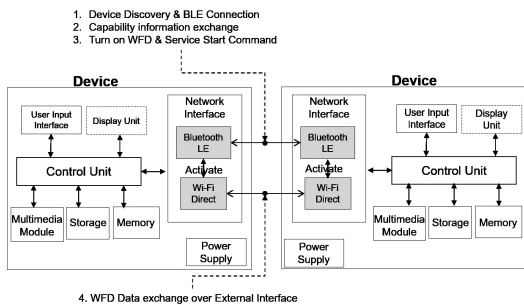 1. Device Discovery & BLE Connection
2. Capability information exchange
3. Turn on WFD & Service Start Command
Device
User Input
Interface
Display Unit
Control Unit
Multimedia
Module
Storage
Memory
Network
Interface
Bluetooth
LE
Activate
Wi-Fi
Direct
Power
Supply
Device
Network
Interface
Bluetooth
LE
Activate
Wi-Fi
Direct
User Input
Interface
Display
Unit
Control Unit
Multimedia
Module
Storage
Memory
Power
Supply
4. WFD Data exchange over External Interface